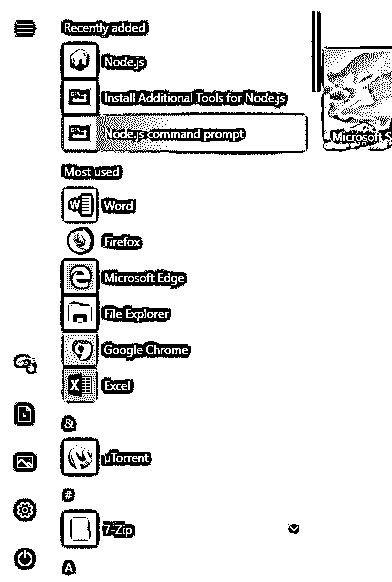 Recently added
Node.js
Install Additional Tools for Node.js
Node.js command prompt
Microsoft S
Most used
Word
Firefox
Microsoft Edge
File Explorer
Google Chrome
Excel
&
µTorrent
#
7-Zip
A